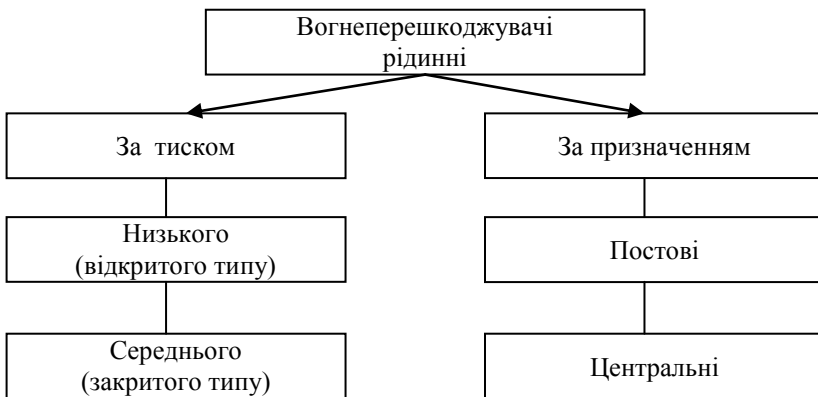 Вогнеперешкоджувачі
рідинні
За тиском
За призначенням
Низького
(відкритого типу)
Постові
Середнього
(закритого типу)
Центральні